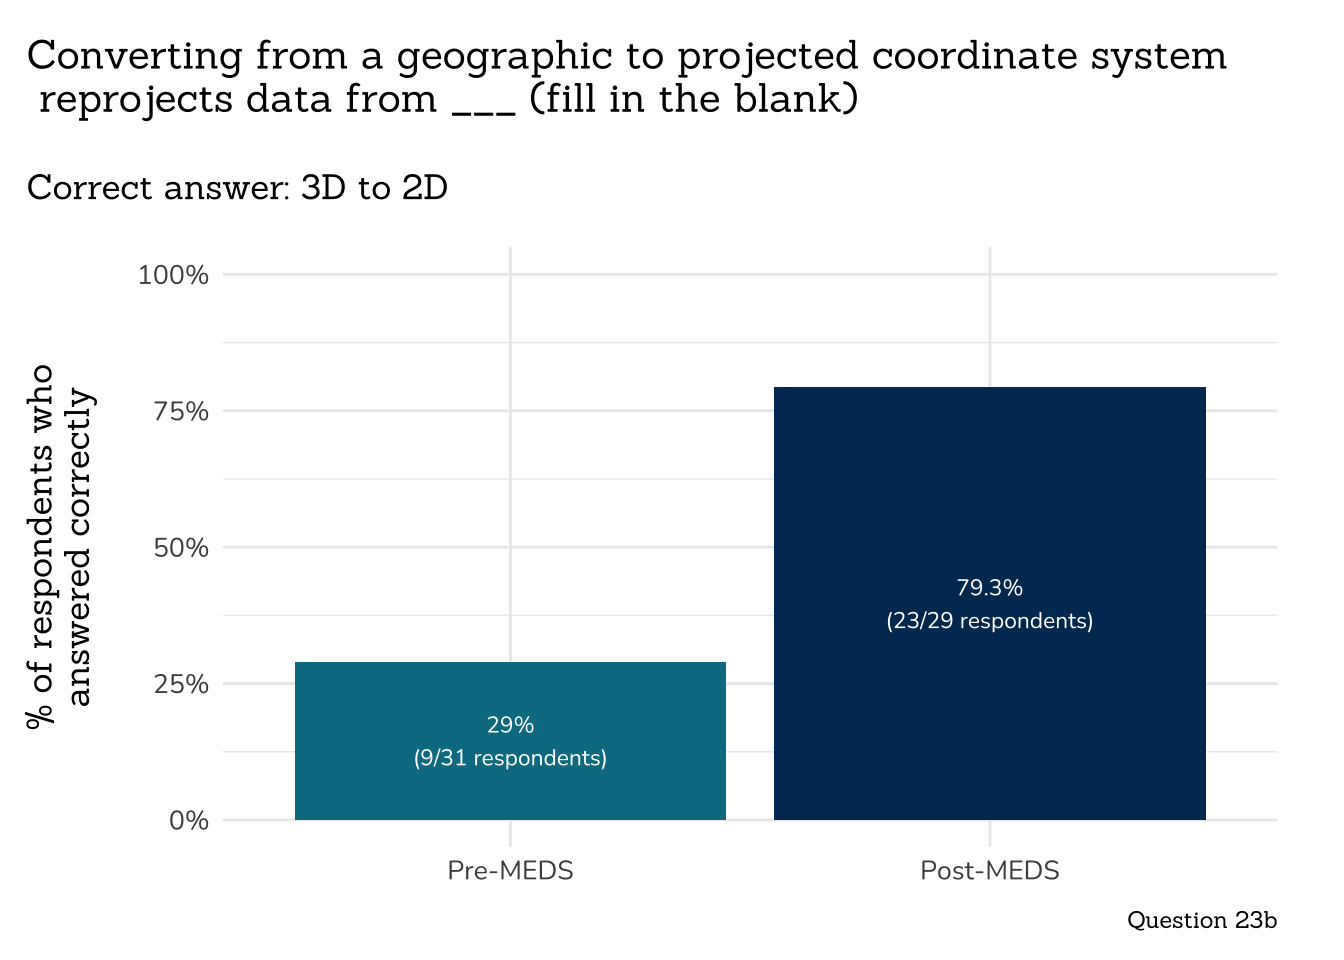 Converting from a geographic to projected coordinate system
reprojects data from ___ (fill in the blank)
Correct answer: 3D to 2D
% of respondents who
answered correctly
100%
75%
50%
25%
0%
29%
(9/31 respondents)
79.3%
(23/29 respondents)
Pre-MEDS
Post-MEDS
Question 23b